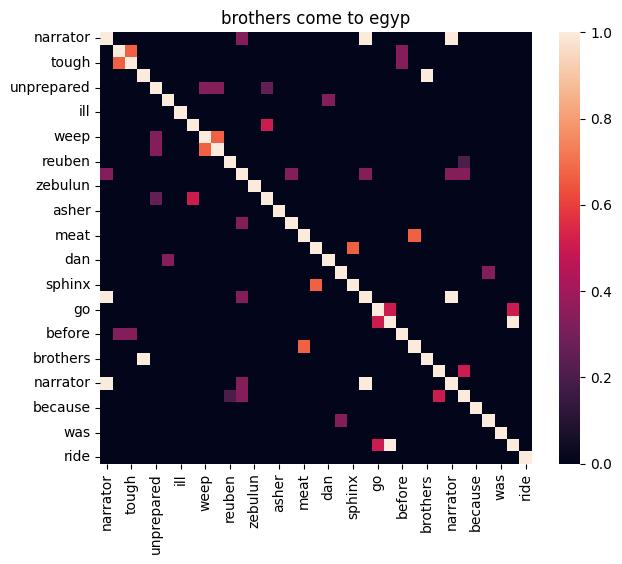 brothers come to egyp
narrator
tough
unprepared
ill
weep
reuben
zebulun
asher
meat
dan
sphinx
go
before
brothers
narrator
because
was
ride
1.0
0.8
0.6
0.4
0.2
0.0
narrator
tough
unprepared
ill
weep
reuben
zebulun
asher
meat
dan
sphinx
go
before
brothers
narrator
because
was
ride